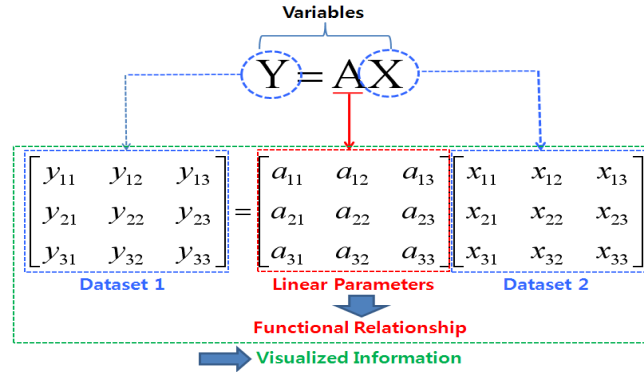 Variables
Y = AX
y11 y12 y13 a11 a12 a13 x11 x12 x13
y21 y22 y23 = a21 a22 a23 x21 x22 x23
y31 y32 y33 a31 a32 a33 x31 x32 x33
Dataset 1 Linear Parameters Dataset 2
Functional Relationship
Visualized Information